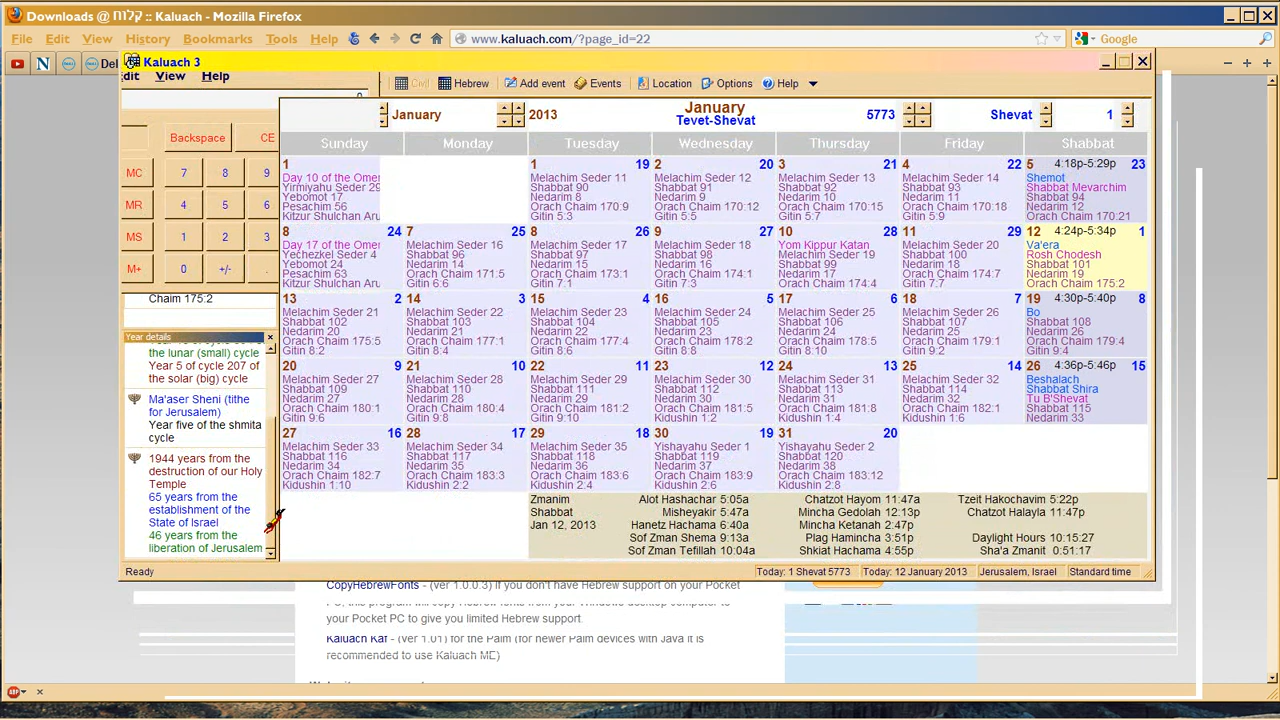 Downloads @ קלוח :: Kaluach - Mozilla Firefox
File Edit View History Bookmarks Tools Help
www.kaluach.com/?page_id=22
Google
Kaluach 3
dit View Help
Civil Hebrew Add event Events Location Options Help
January 2013
January
Tevet-Shevat
5773 Shevat 1
Sunday Monday Tuesday Wednesday Thursday Friday Shabbat
1
Day 10 of the Omer
Yirmiyahu Seder 29
Yebomot 17
Pesachim 56
Kitzur Shulchan Aru
1 19
Melachim Seder 11
Shabbat 90
Nedarim 8
Orach Chaim 170:9
Gitin 5:3
2 20
Melachim Seder 12
Shabbat 91
Nedarim 9
Orach Chaim 170:12
Gitin 5:5
3 21
Melachim Seder 13
Shabbat 92
Nedarim 10
Orach Chaim 170:15
Gitin 5:7
4 22
Melachim Seder 14
Shabbat 93
Nedarim 11
Orach Chaim 170:18
Gitin 5:9
5 4:18p-5:29p 23
Shemot
Shabbat Mevarchim
Shabbat 94
Nedarim 12
Orach Chaim 170:21
8 24
Day 17 of the Omer
Yechezkel Seder 4
Yebomot 24
Pesachim 63
Kitzur Shulchan Aru
7 25
Melachim Seder 16
Shabbat 96
Nedarim 14
Orach Chaim 171:5
Gitin 6:6
8 26
Melachim Seder 17
Shabbat 97
Nedarim 15
Orach Chaim 173:1
Gitin 7:1
9 27
Melachim Seder 18
Shabbat 98
Nedarim 16
Orach Chaim 174:1
Gitin 7:3
10 28
Yom Kippur Katan
Melachim Seder 19
Shabbat 99
Nedarim 17
Orach Chaim 174:4
11 29
Melachim Seder 20
Shabbat 100
Nedarim 18
Orach Chaim 174:7
Gitin 7:7
12 4:24p-5:34p 1
Va'era
Rosh Chodesh
Shabbat 101
Nedarim 19
Orach Chaim 175:2
13 2
Melachim Seder 21
Shabbat 102
Nedarim 20
Orach Chaim 175:5
Gitin 8:2
14 3
Melachim Seder 22
Shabbat 103
Nedarim 21
Orach Chaim 177:1
Gitin 8:4
15 4
Melachim Seder 23
Shabbat 104
Nedarim 22
Orach Chaim 177:4
Gitin 8:6
16 5
Melachim Seder 24
Shabbat 105
Nedarim 23
Orach Chaim 178:2
Gitin 8:8
17 6
Melachim Seder 25
Shabbat 106
Nedarim 24
Orach Chaim 178:5
Gitin 8:10
18 7
Melachim Seder 26
Shabbat 107
Nedarim 25
Orach Chaim 179:1
Gitin 9:2
19 4:30p-5:40p 8
Bo
Shabbat 108
Nedarim 26
Orach Chaim 179:4
Gitin 9:4
20 9
Melachim Seder 27
Shabbat 109
Nedarim 27
Orach Chaim 180:1
Gitin 9:6
21 10
Melachim Seder 28
Shabbat 110
Nedarim 28
Orach Chaim 180:4
Gitin 9:8
22 11
Melachim Seder 29
Shabbat 111
Nedarim 29
Orach Chaim 181:2
Gitin 9:10
23 12
Melachim Seder 30
Shabbat 112
Nedarim 30
Orach Chaim 181:5
Kidushin 1:2
24 13
Melachim Seder 31
Shabbat 113
Nedarim 31
Orach Chaim 181:8
Kidushin 1:4
25 14
Melachim Seder 32
Shabbat 114
Nedarim 32
Orach Chaim 182:1
Kidushin 1:6
26 4:36p-5:46p 15
Beshalach
Shabbat Shira
Tu B'Shevat
Shabbat 115
Nedarim 33
27 16
Melachim Seder 33
Shabbat 116
Nedarim 34
Orach Chaim 182:7
Kidushin 1:10
28 17
Melachim Seder 34
Shabbat 117
Nedarim 35
Orach Chaim 183:3
Kidushin 2:2
29 18
Melachim Seder 35
Shabbat 118
Nedarim 36
Orach Chaim 183:6
Kidushin 2:4
30 19
Yishayahu Seder 1
Shabbat 119
Nedarim 37
Orach Chaim 183:9
Kidushin 2:6
31 20
Yishayahu Seder 2
Shabbat 120
Nedarim 38
Orach Chaim 183:12
Kidushin 2:8
Zmanim
Shabbat
Jan 12, 2013
Alot Hashachar 5:05a
Misheyakir 5:47a
Hanetz Hachama 6:40a
Sof Zman Shema 9:13a
Sof Zman Tefillah 10:04a
Chatzot Hayom 11:47a
Mincha Gedolah 12:13p
Mincha Ketanah 2:47p
Plag Hamincha 3:51p
Shkiat Hachama 4:55p
Tzeit Hakochavim 5:22p
Chatzot Halayla 11:47p
Daylight Hours 10:15:27
Sha'a Zmanit 0:51:17
Backspace CE
MC 7 8 9
MR 4 5 6
MS 1 2 3
M+ 0 +/- .
Chaim 175:2
Year details
the lunar (small) cycle
Year 5 of cycle 207 of
the solar (big) cycle
Ma'aser Sheni (tithe
for Jerusalem)
Year five of the shmita
cycle
1944 years from the
destruction of our Holy
Temple
65 years from the
establishment of the
State of Israel
46 years from the
liberation of Jerusalem
Ready
Today: 1 Shevat 5773 Today: 12 January 2013 Jerusalem, Israel Standard time
CopyHebrewFonts - (ver 1.0.0.3) If you don't have Hebrew support on your Pocket
PC, this program will copy Hebrew fonts from your Windows desktop computer to
your Pocket PC to give you limited Hebrew support.
Kaluach Kaf - (ver 1.01) for the Palm (for newer Palm devices with Java it is
recommended to use Kaluach ME)